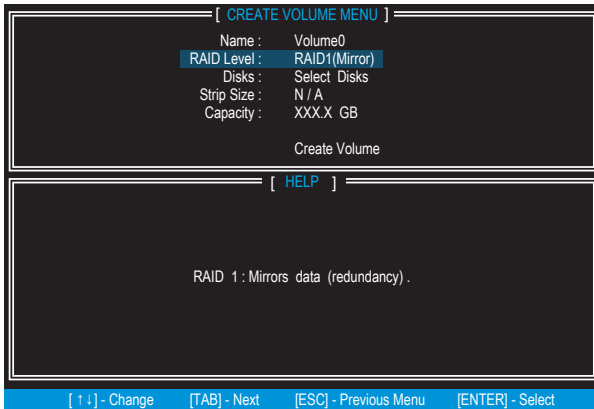 [ CREATE VOLUME MENU ]
Name : Volume0
RAID Level : RAID1(Mirror)
Disks : Select Disks
Strip Size : N / A
Capacity : XXX.X GB
Create Volume
[ HELP ]
RAID 1 : Mirrors data (redundancy) .
[ ↑↓] - Change [TAB] - Next [ESC] - Previous Menu [ENTER] - Select